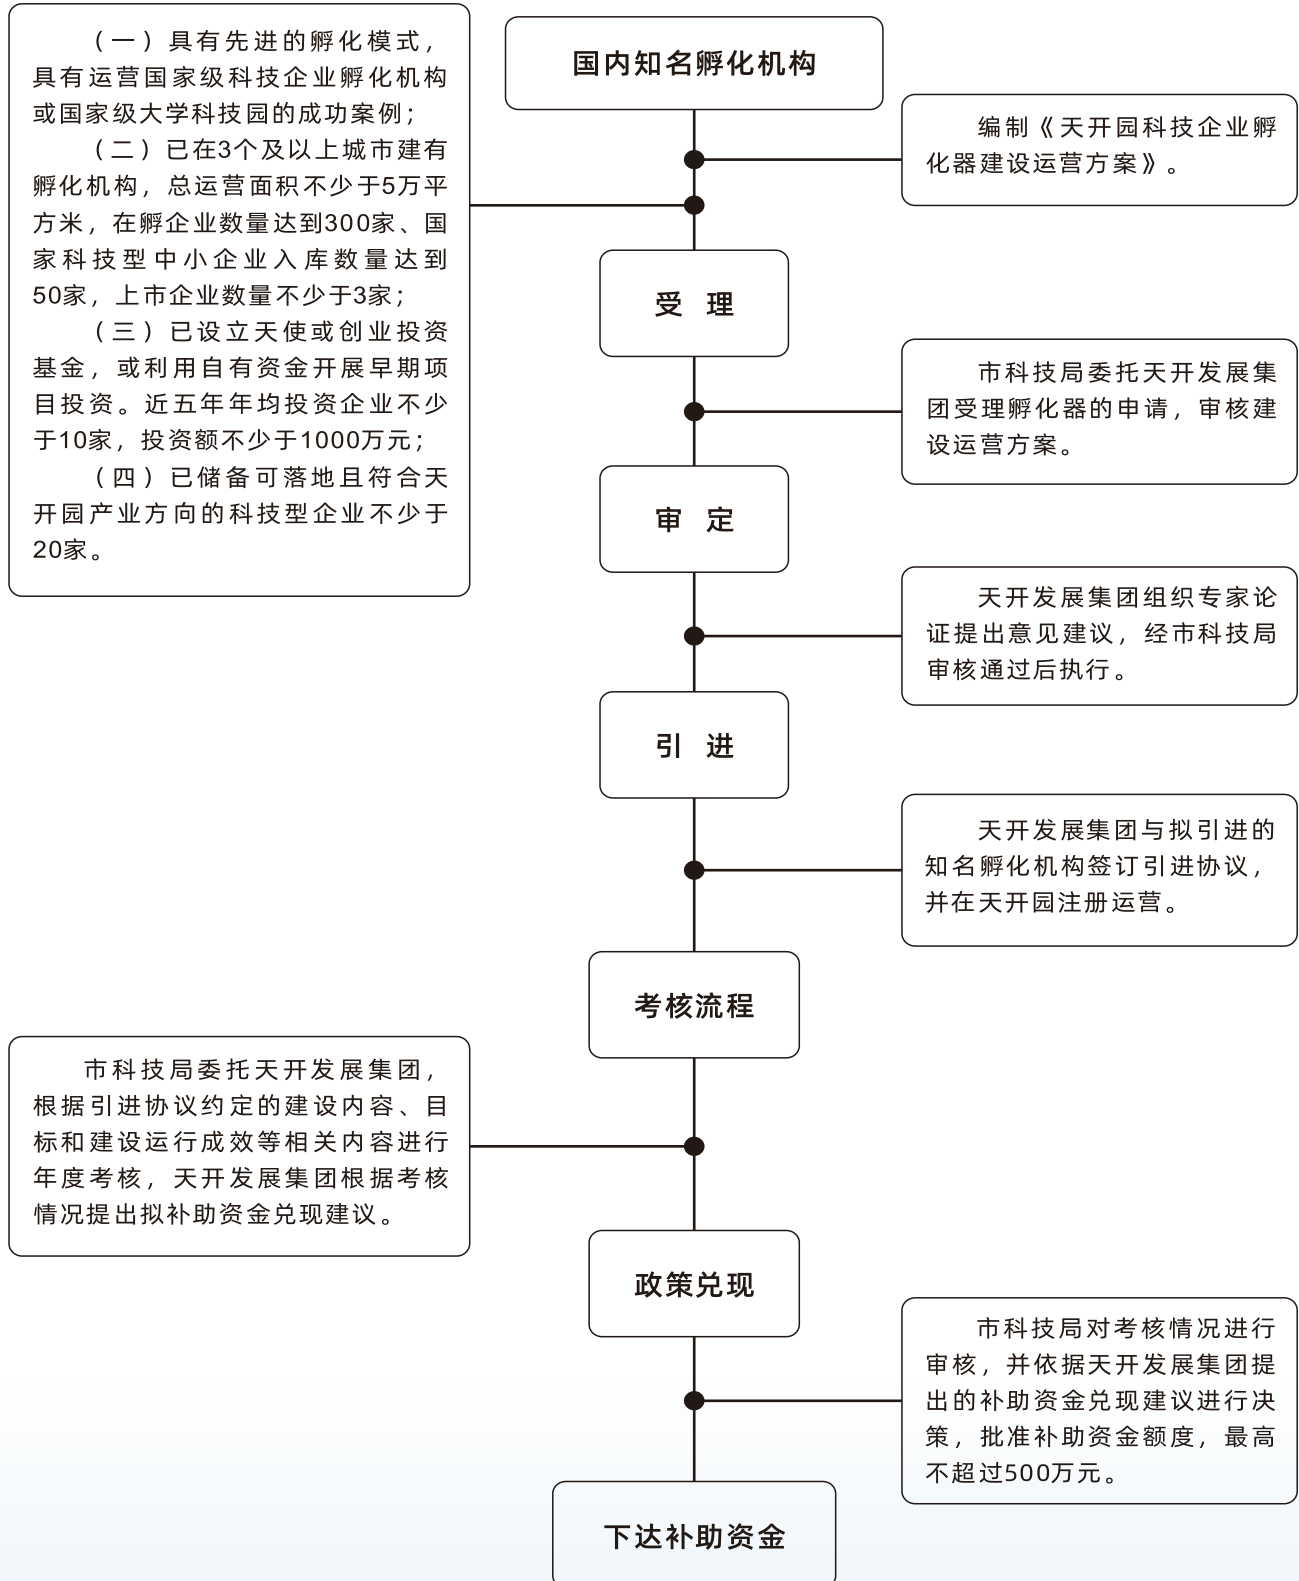 国内知名孵化机构
编制《天开园科技企业孵
化器建设运营方案》。
（一）具有先进的孵化模式，
具有运营国家级科技企业孵化机构
或国家级大学科技园的成功案例；
（二）已在3个及以上城市建有
孵化机构，总运营面积不少于5万平
方米，在孵企业数量达到300家、国
家科技型中小企业入库数量达到
50家，上市企业数量不少于3家；
（三）已设立天使或创业投资
基金，或利用自有资金开展早期项
目投资。近五年年均投资企业不少
于10家，投资额不少于1000万元；
（四）已储备可落地且符合天
开园产业方向的科技型企业不少于
20家。
受 理
市科技局委托天开发展集
团受理孵化器的申请，审核建
设运营方案。
审 定
天开发展集团组织专家论
证提出意见建议，经市科技局
审核通过后执行。
引 进
天开发展集团与拟引进的
知名孵化机构签订引进协议，
并在天开园注册运营。
考核流程
市科技局委托天开发展集团，
根据引进协议约定的建设内容、目
标和建设运行成效等相关内容进行
年度考核，天开发展集团根据考核
情况提出拟补助资金兑现建议。
政策兑现
市科技局对考核情况进行
审核，并依据天开发展集团提
出的补助资金兑现建议进行决
策，批准补助资金额度，最高
不超过500万元。
下达补助资金